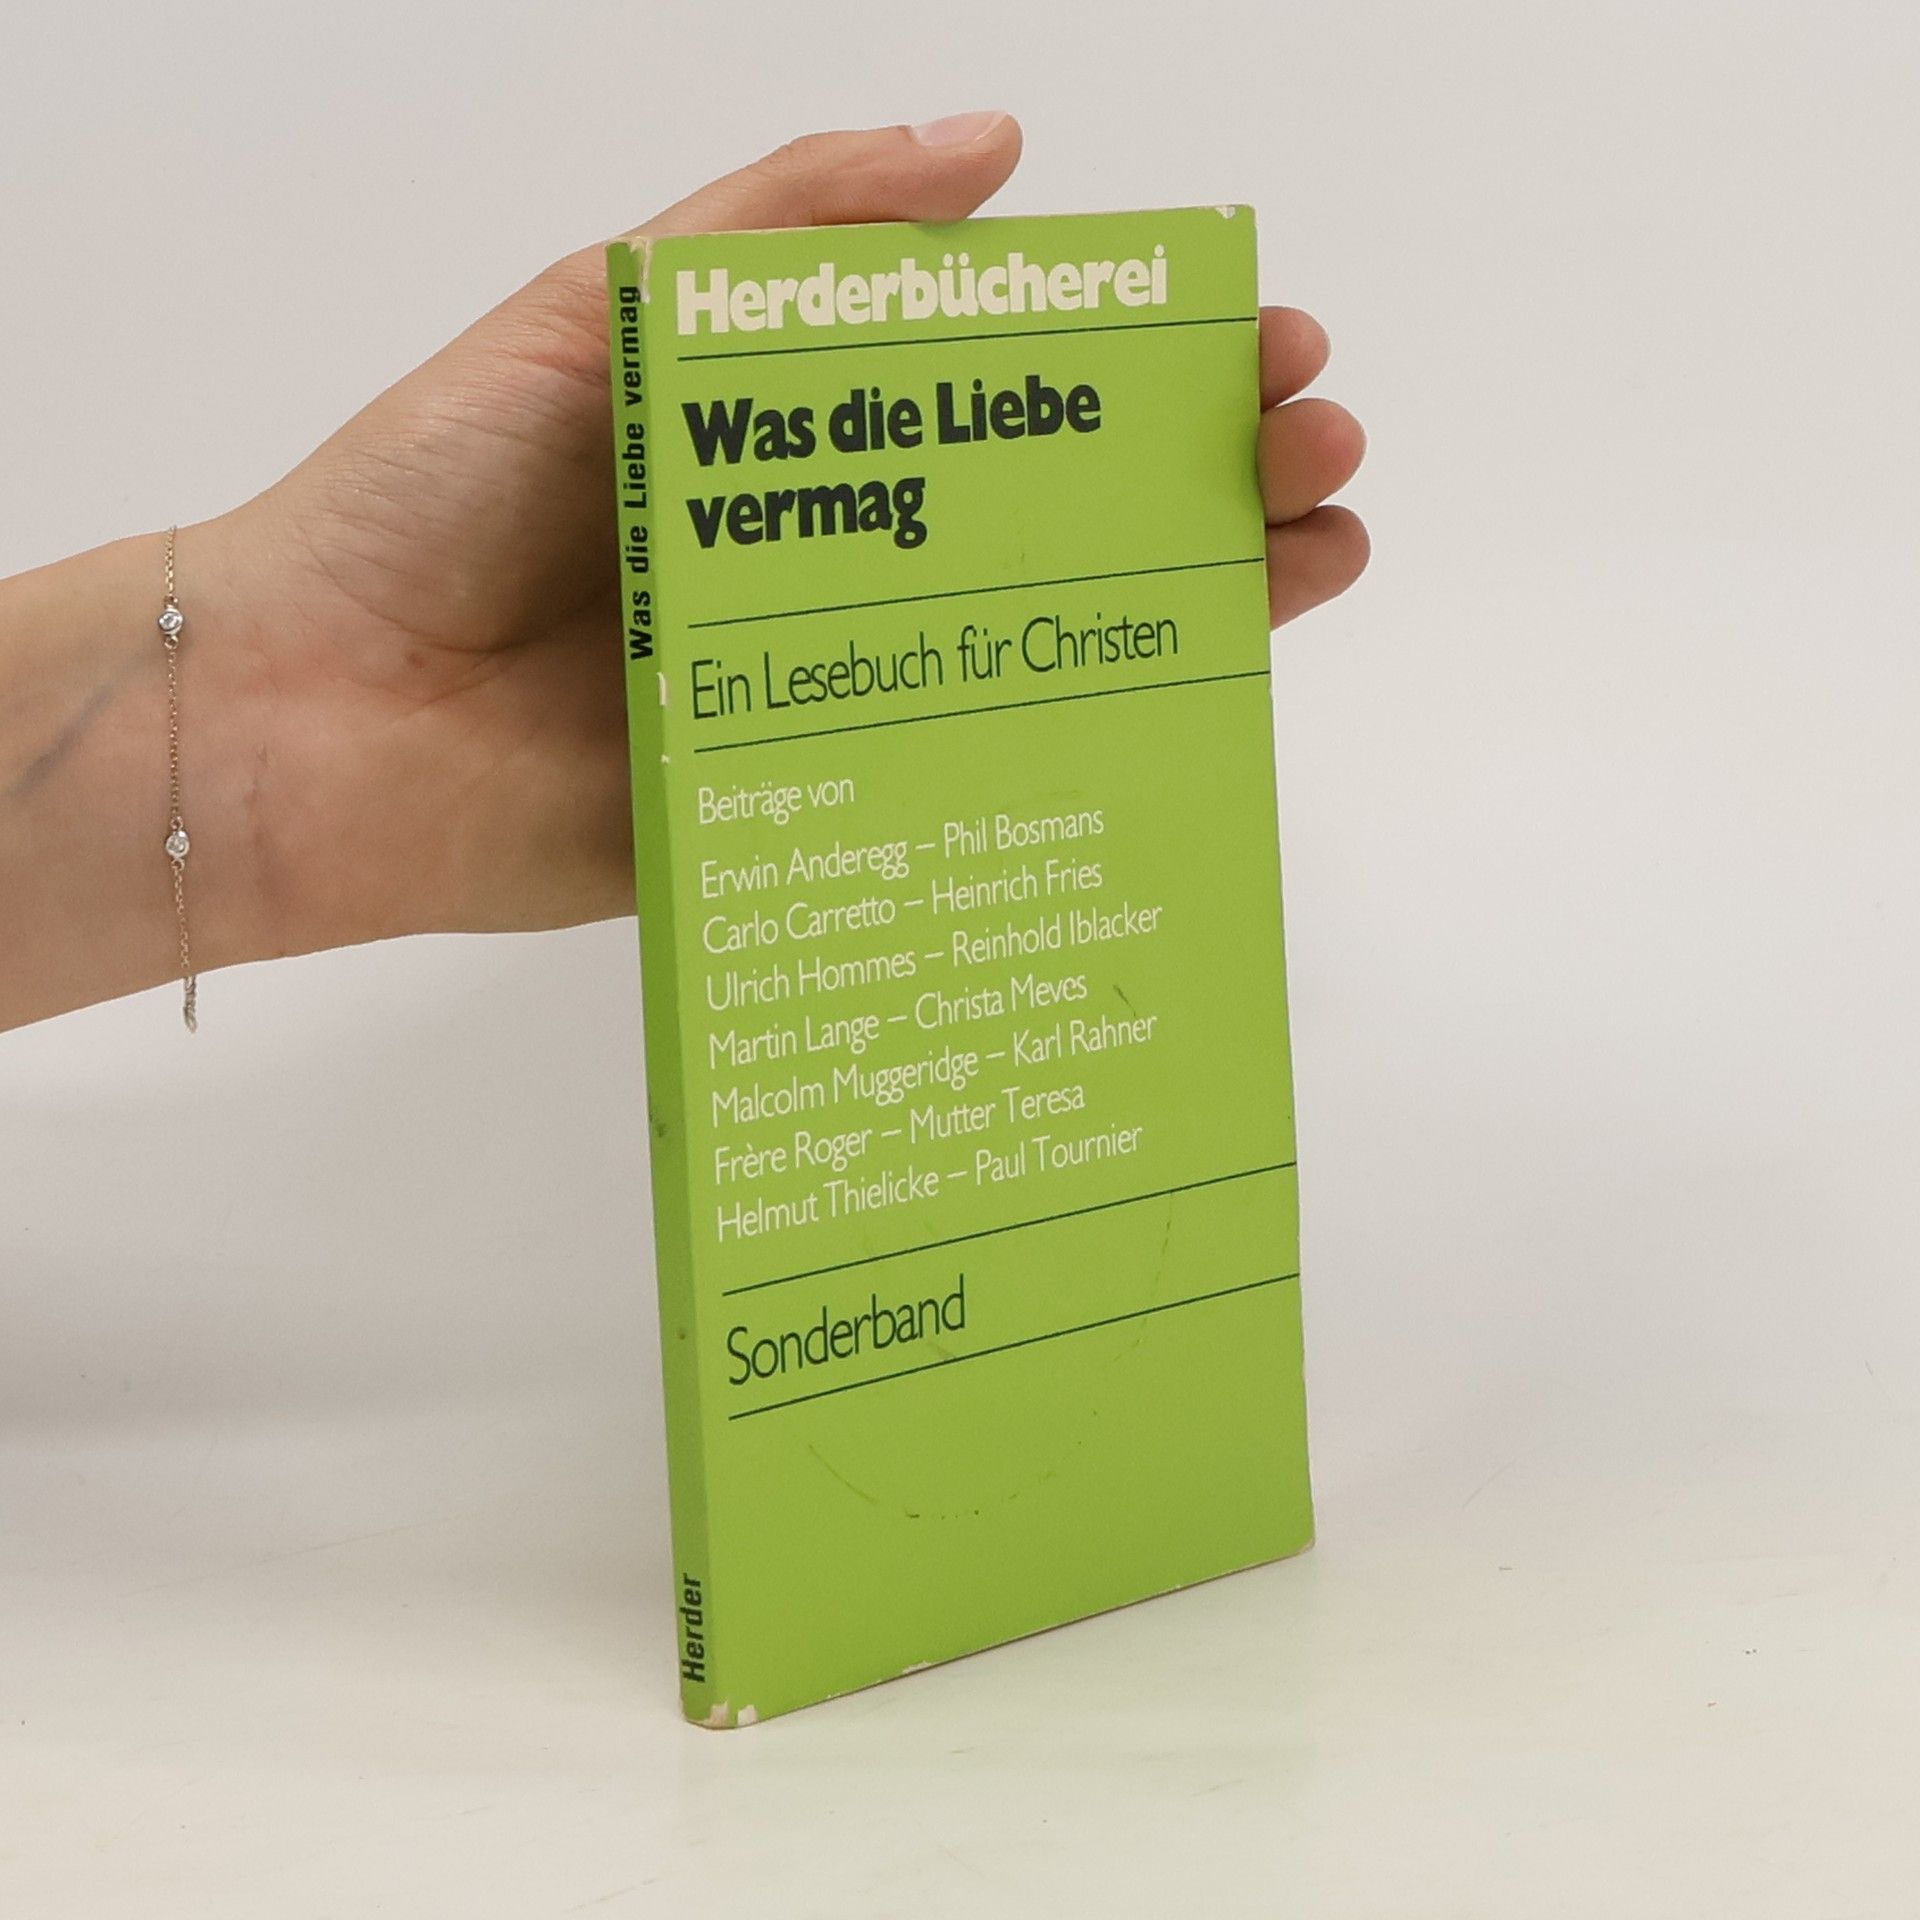 Herderbücherei
Was die Liebe
vermag
Ein Lesebuch für Christen
Beiträge von
Erwin Anderegg – Phil Bosmans
Carlo Carretto – Heinrich Fries
Ulrich Hommes – Reinhold Iblacker
Martin Lange – Christa Meves
Malcolm Muggeridge – Karl Rahner
Frère Roger – Mutter Teresa
Helmut Thielicke – Paul Tournier
Sonderband
Was die Liebe vermag
Herder